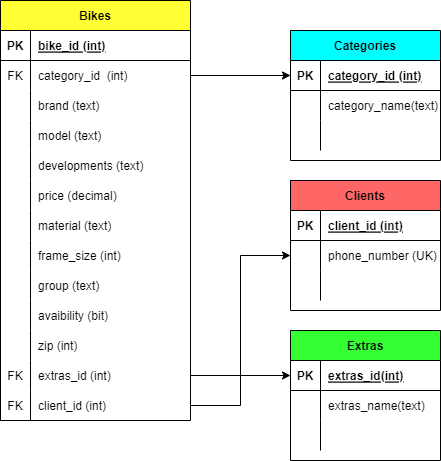 Bikes
PK bike_id (int)
FK category_id (int)
brand (text)
model (text)
developments (text)
price (decimal)
material (text)
frame_size (int)
group (text)
avaibility (bit)
zip (int)
FK extras_id (int)
FK client_id (int)
Categories
PK category_id (int)
category_name(text)
Clients
PK client_id (int)
phone_number (UK)
Extras
PK extras_id(int)
extras_name(text)